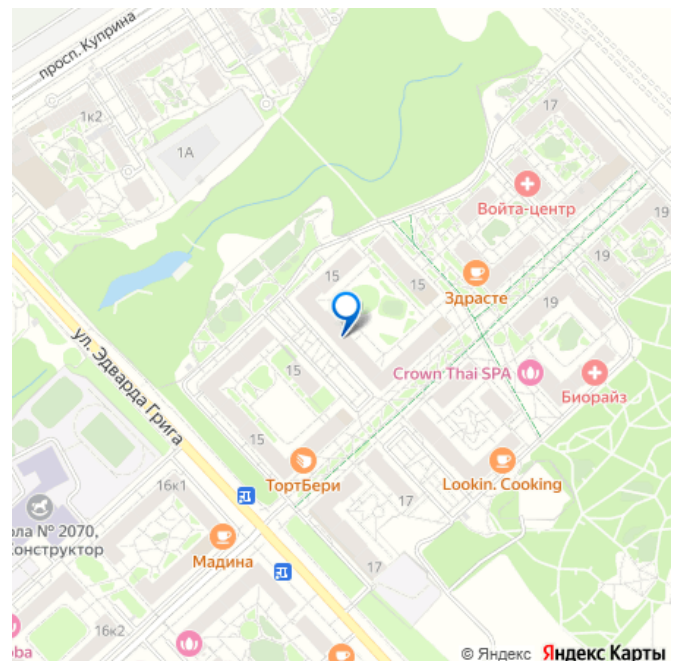 просп. Куприна
1к2
1А
17
Войта-центр
19
15
15
Здрасте
19
19
15
Crown Thai SPA
Биорайз
ул. Эдварда Грига
15
ТортБери
Lookin. Cooking
16к1
17
ола № 2070,
конструктор
Мадина
17
16к2
ова
© Яндекс Яндекс Карты